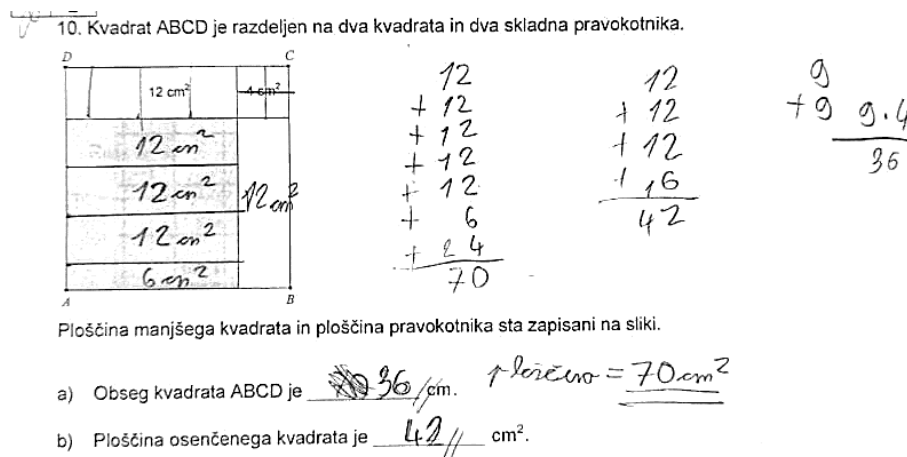 10. Kvadrat ABCD je razdeljen na dva kvadrata in dva skladna pravokotnika.
D
C
12 cm²
4 cm²
12 cm²
12 cm²
12 cm²
12 cm²
6 cm²
A
B
12
+ 12
+ 12
+ 12
+ 12
+ 6
+ 2 4
70
12
+ 12
+ 12
+ 1 6
42
9
+ 9
9.4
36
Ploščina manjšega kvadrata in ploščina pravokotnika sta zapisani na sliki.
a) Obseg kvadrata ABCD je 36 cm.
ploščina = 70 cm²
b) Ploščina osenčenega kvadrata je 42 cm².